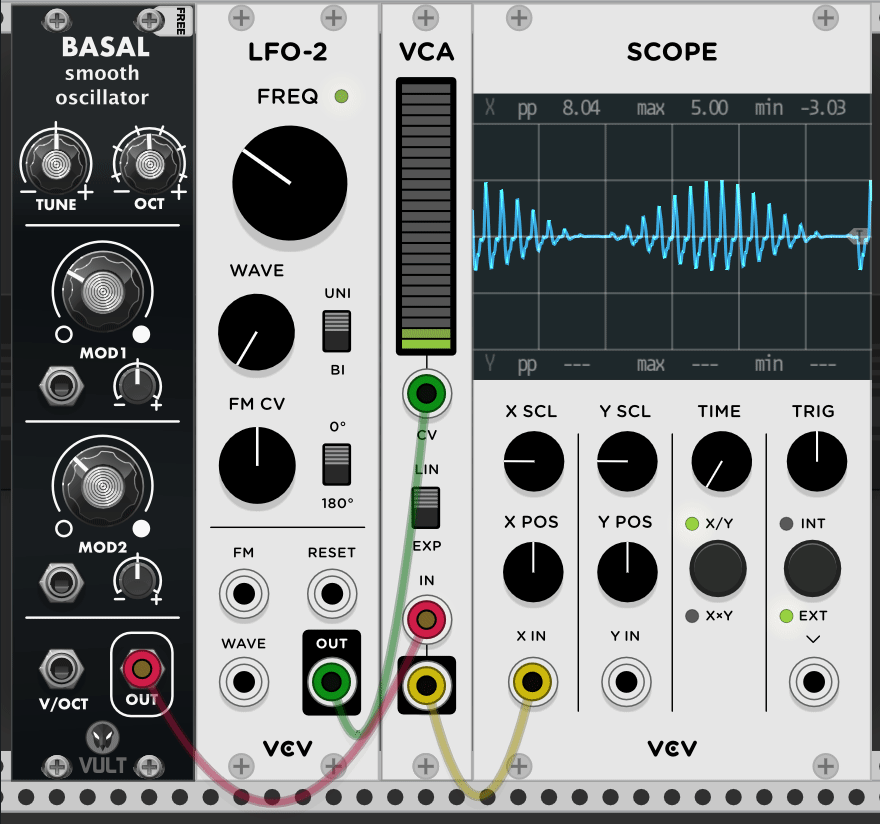 FREE
BASAL
smooth
oscillator
TUNE
OCT
MOD1
MOD2
V/OCT
OUT
VULT
LFO-2
FREQ
WAVE
UNI
BI
FM CV
0°
180°
FM
RESET
WAVE
OUT
VCV
VCA
CV
LIN
EXP
IN
SCOPE
X pp 8.04 max 5.00 min -3.03
T
Y pp --- max --- min ---
X SCL
Y SCL
TIME
TRIG
X POS
Y POS
X/Y
INT
X×Y
EXT
X IN
Y IN
VCV